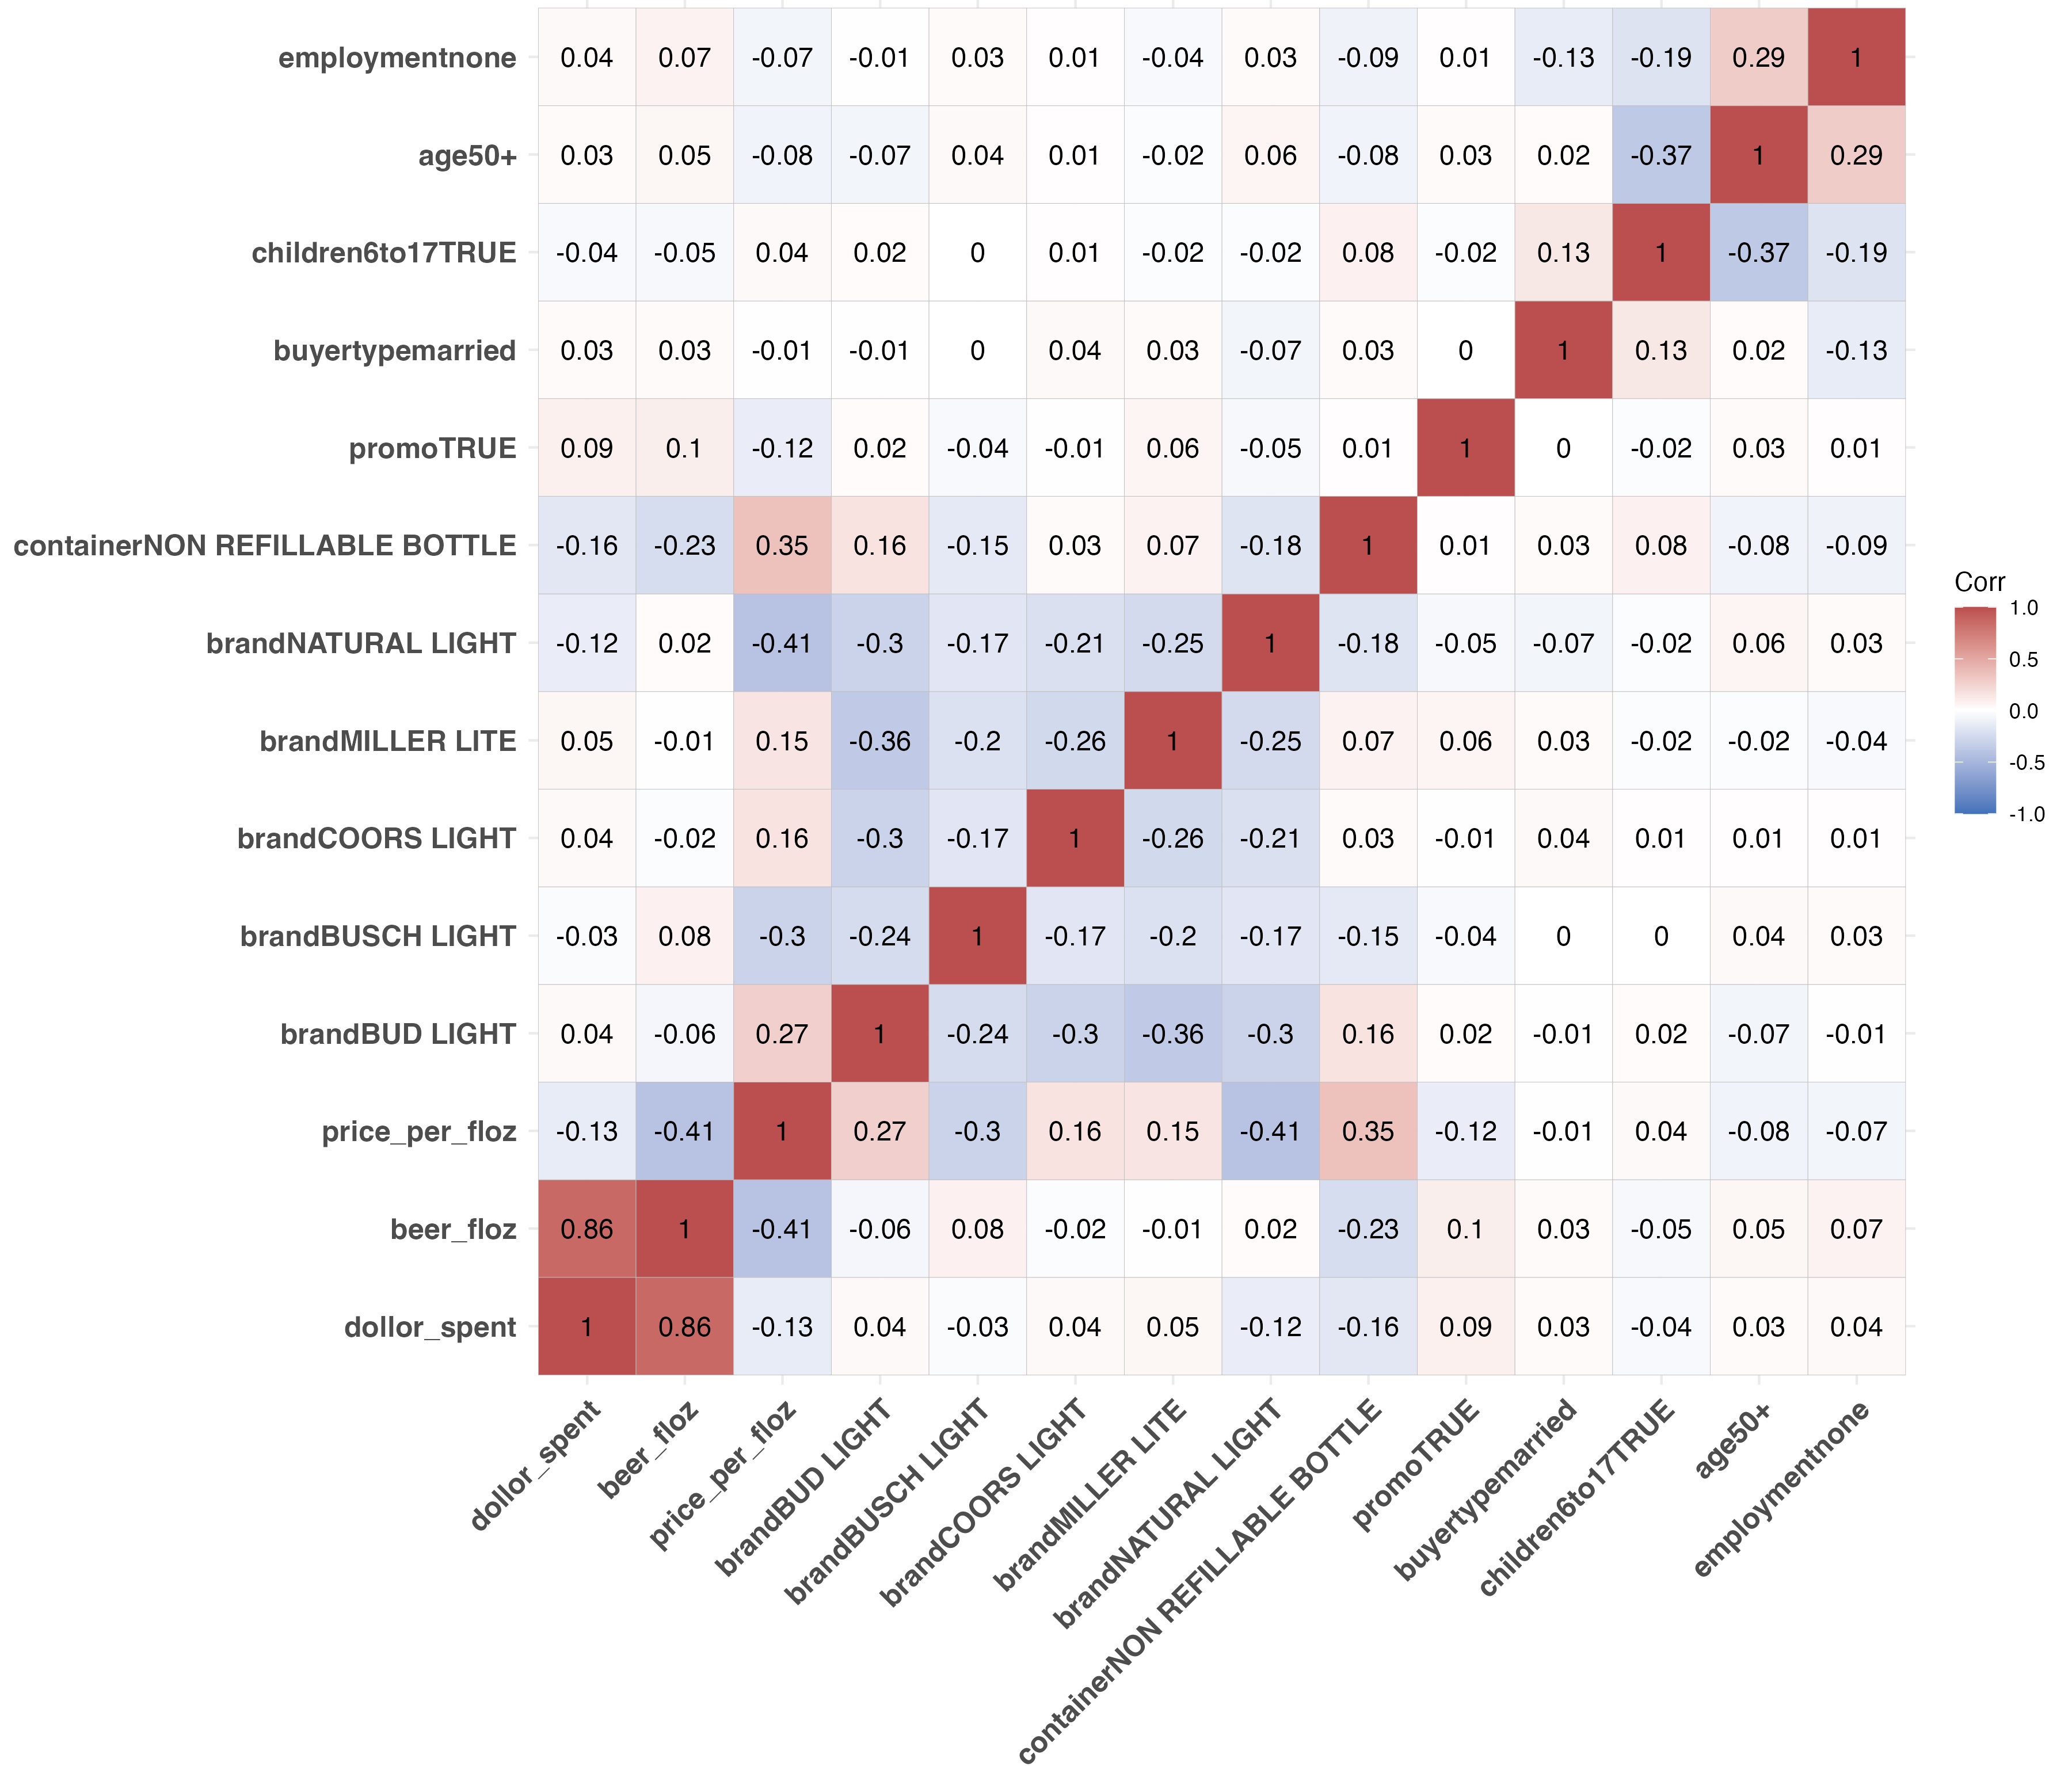 employmentnone 0.04 0.07 -0.07 -0.01 0.03 0.01 -0.04 0.03 -0.09 0.01 -0.13 -0.19 0.29 1
age50+ 0.03 0.05 -0.08 -0.07 0.04 0.01 -0.02 0.06 -0.08 0.03 0.02 -0.37 1 0.29
children6to17TRUE -0.04 -0.05 0.04 0.02 0 0.01 -0.02 -0.02 0.08 -0.02 0.13 1 -0.37 -0.19
buyertypemarried 0.03 0.03 -0.01 -0.01 0 0.04 0.03 -0.07 0.03 0 1 0.13 0.02 -0.13
promoTRUE 0.09 0.1 -0.12 0.02 -0.04 -0.01 0.06 -0.05 0.01 1 0 -0.02 0.03 0.01
containerNON REFILLABLE BOTTLE -0.16 -0.23 0.35 0.16 -0.15 0.03 0.07 -0.18 1 0.01 0.03 0.08 -0.08 -0.09
brandNATURAL LIGHT -0.12 0.02 -0.41 -0.3 -0.17 -0.21 -0.25 1 -0.18 -0.05 -0.07 -0.02 0.06 0.03
brandMILLER LITE 0.05 -0.01 0.15 -0.36 -0.2 -0.26 1 -0.25 0.07 0.06 0.03 -0.02 -0.02 -0.04
brandCOORS LIGHT 0.04 -0.02 0.16 -0.3 -0.17 1 -0.26 -0.21 0.03 -0.01 0.04 0.01 0.01 0.01
brandBUSCH LIGHT -0.03 0.08 -0.3 -0.24 1 -0.17 -0.2 -0.17 -0.15 -0.04 0 0 0.04 0.03
brandBUD LIGHT 0.04 -0.06 0.27 1 -0.24 -0.3 -0.36 -0.3 0.16 0.02 -0.01 0.02 -0.07 -0.01
price_per_floz -0.13 -0.41 1 0.27 -0.3 0.16 0.15 -0.41 0.35 -0.12 -0.01 0.04 -0.08 -0.07
beer_floz 0.86 1 -0.41 -0.06 0.08 -0.02 -0.01 0.02 -0.23 0.1 0.03 -0.05 0.05 0.07
dollor_spent 1 0.86 -0.13 0.04 -0.03 0.04 0.05 -0.12 -0.16 0.09 0.03 -0.04 0.03 0.04
dollor_spent
beer_floz
price_per_floz
brandBUD LIGHT
brandBUSCH LIGHT
brandCOORS LIGHT
brandMILLER LITE
brandNATURAL LIGHT
containerNON REFILLABLE BOTTLE
promoTRUE
buyertypemarried
children6to17TRUE
age50+
employmentnone
Corr
1.0
0.5
0.0
-0.5
-1.0